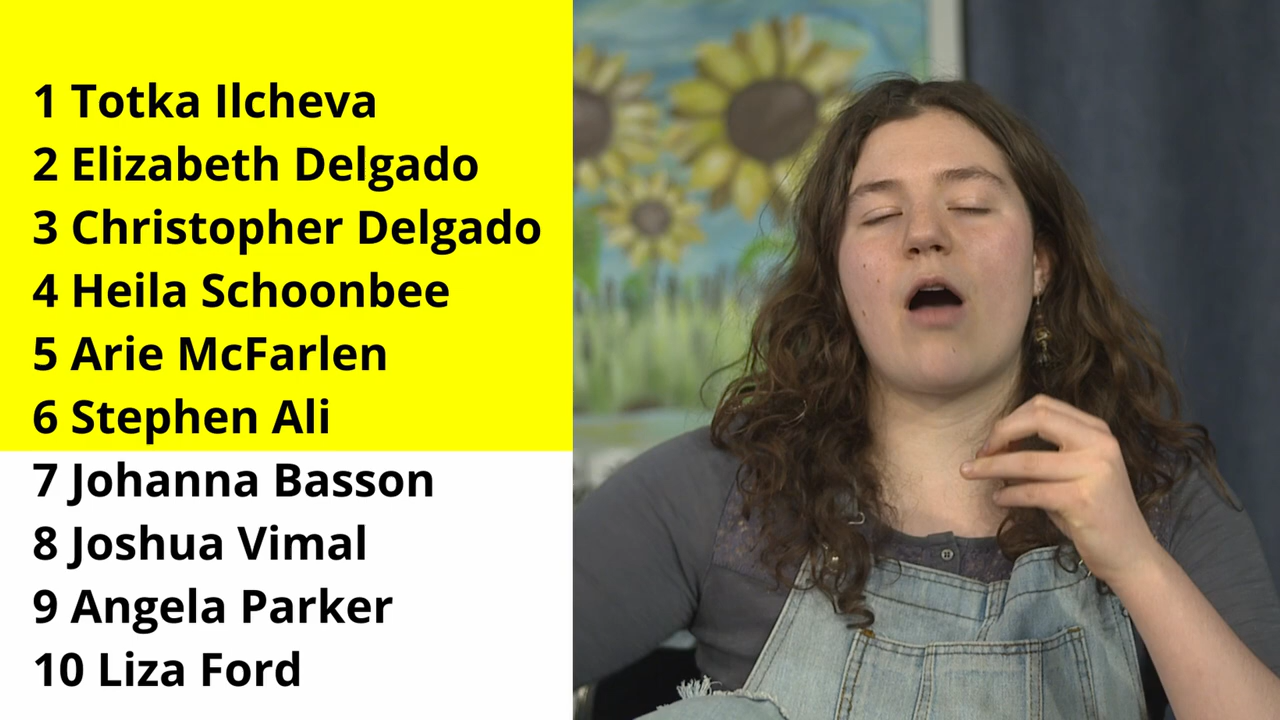 1 Totka Ilcheva
2 Elizabeth Delgado
3 Christopher Delgado
4 Heila Schoonbee
5 Arie McFarlen
6 Stephen Ali
7 Johanna Basson
8 Joshua Vimal
9 Angela Parker
10 Liza Ford